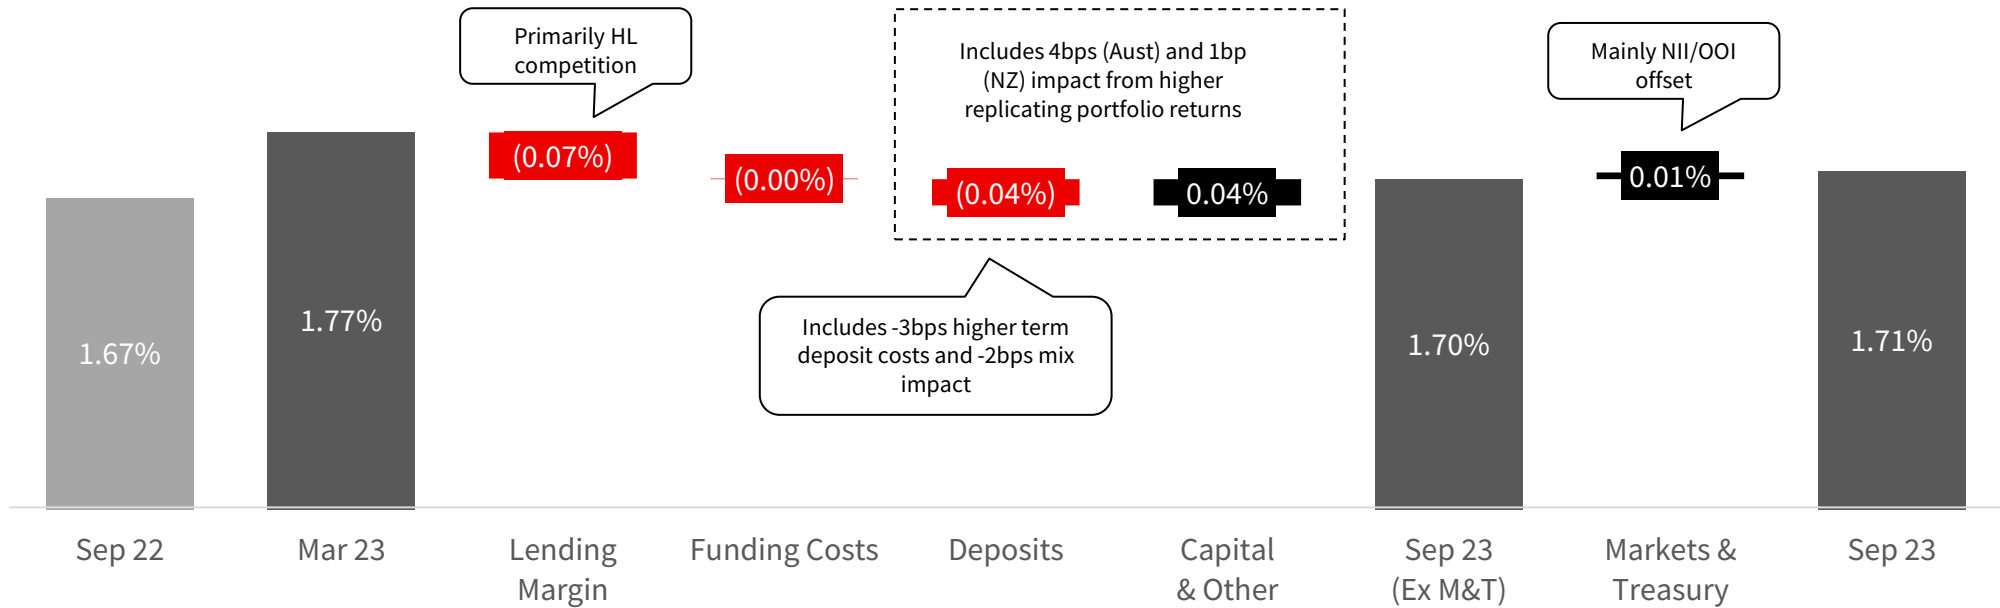 Primarily HL
competition
Includes 4bps (Aust) and 1bp
(NZ) impact from higher
replicating portfolio returns
Mainly NII/OOI
offset
(0.07%)
(0.00%)
(0.04%)
0.04%
0.01%
1.67%
1.77%
Includes -3bps higher term
deposit costs and -2bps mix
impact
1.70%
1.71%
Sep 22
Mar 23
Lending
Margin
Funding Costs
Deposits
Capital
& Other
Sep 23
(Ex M&T)
Markets &
Treasury
Sep 23